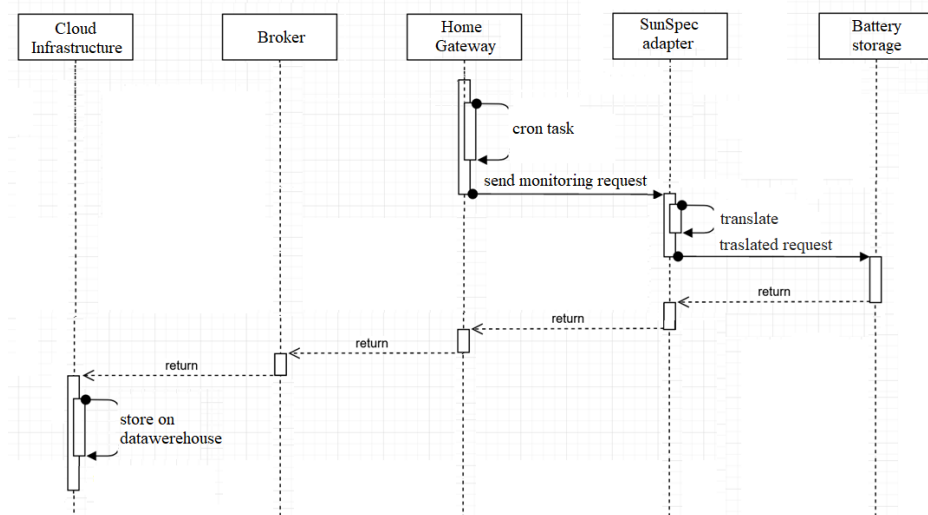 Cloud
Infrastructure
Broker
Home
Gateway
SunSpec
adapter
Battery
storage
cron task
send monitoring request
translate
traslated request
return
return
return
return
store on
datawerehouse